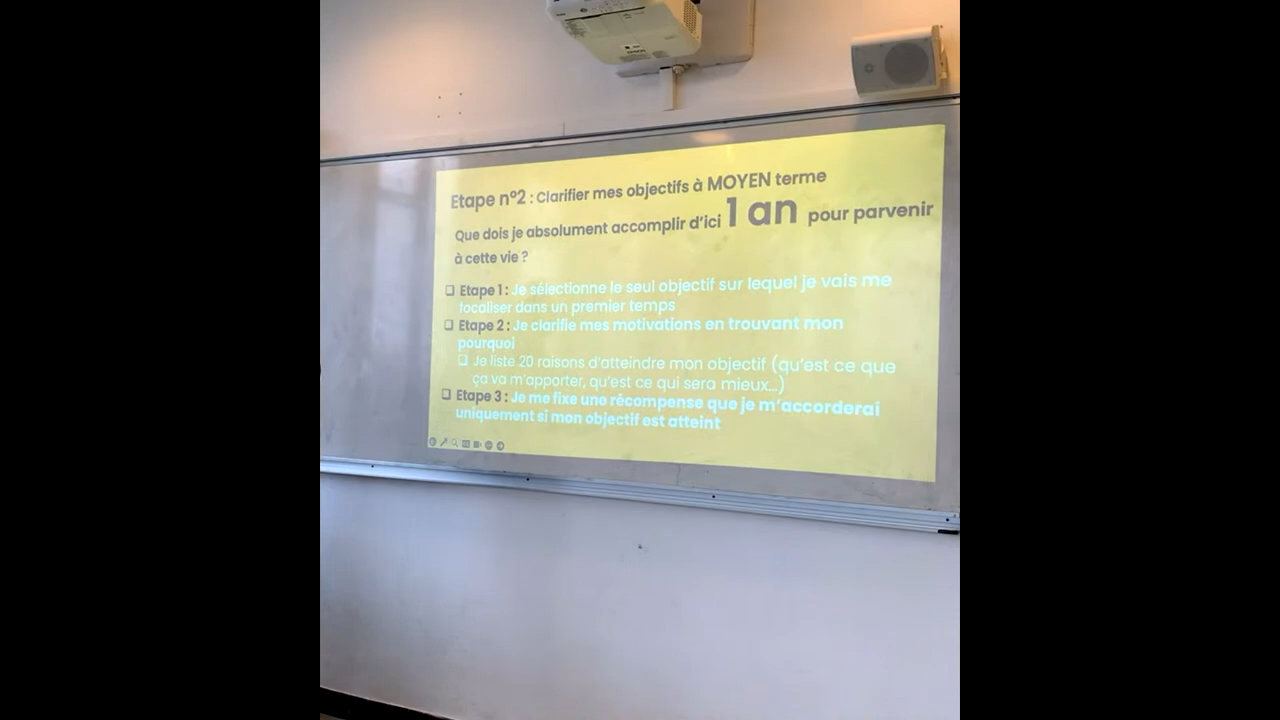 Etape n°2 : Clarifier mes objectifs à MOYEN terme
Que dois je absolument accomplir d'ici 1 an pour parvenir
à cette vie ?
❑ Etape 1 : Je sélectionne le seul objectif sur lequel je vais me
focaliser dans un premier temps
❑ Etape 2 : Je clarifie mes motivations en trouvant mon
pourquoi
❑ Je liste 20 raisons d'atteindre mon objectif (qu'est ce que
ça va m'apporter, qu'est ce qui sera mieux...)
❑ Etape 3 : Je me fixe une récompense que je m'accorderai
uniquement si mon objectif est atteint